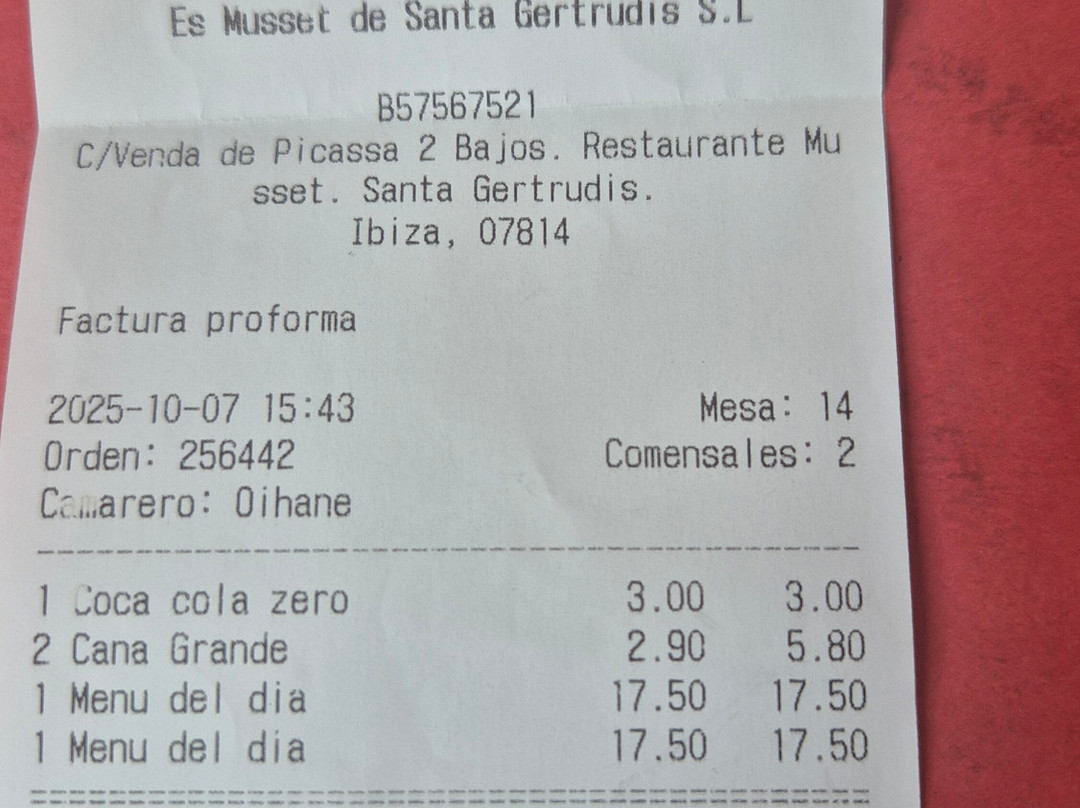 Es Musset de Santa Gertrudis S.L
B57567521
C/Venda de Picassa 2 Bajos. Restaurante Mu
sset. Santa Gertrudis.
Ibiza, 07814
Factura proforma
2025-10-07 15:43 Mesa: 14
Orden: 256442 Comensales: 2
Camarero: Oihane
1 Coca cola zero 3.00 3.00
2 Cana Grande 2.90 5.80
1 Menu del dia 17.50 17.50
1 Menu del dia 17.50 17.50